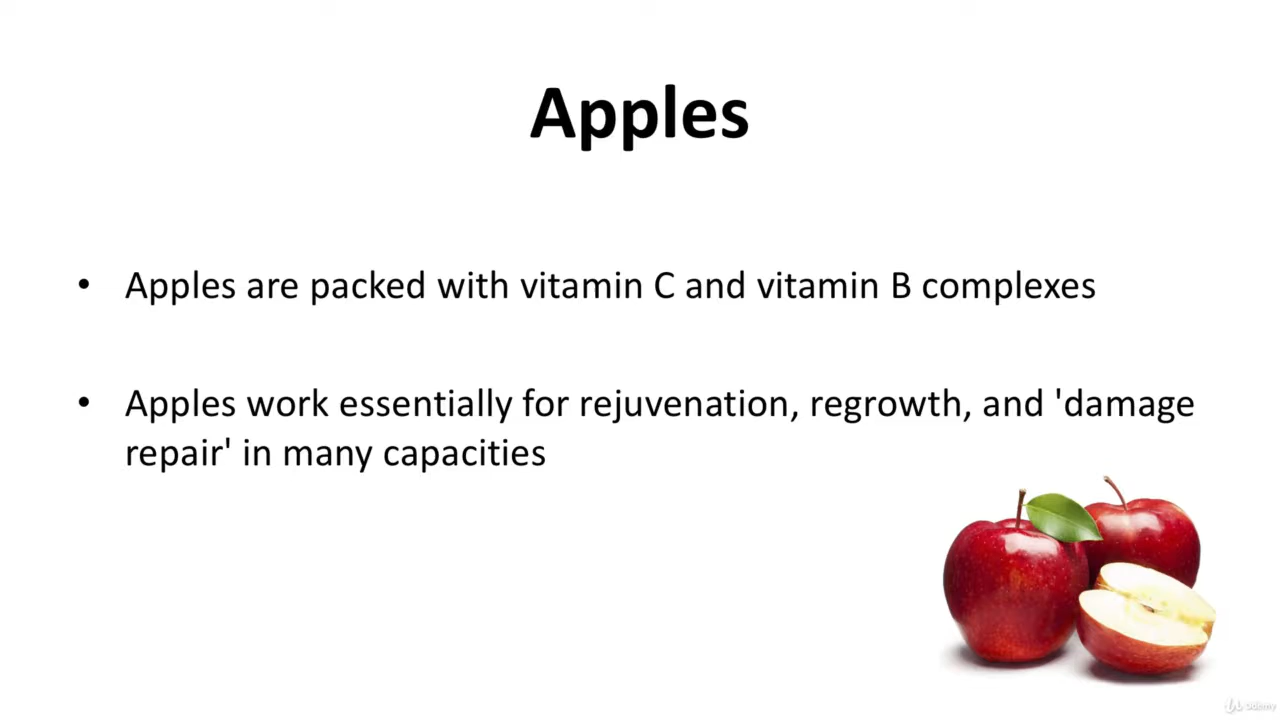 Apples
• Apples are packed with vitamin C and vitamin B complexes
• Apples work essentially for rejuvenation, regrowth, and 'damage
repair' in many capacities
Udemy